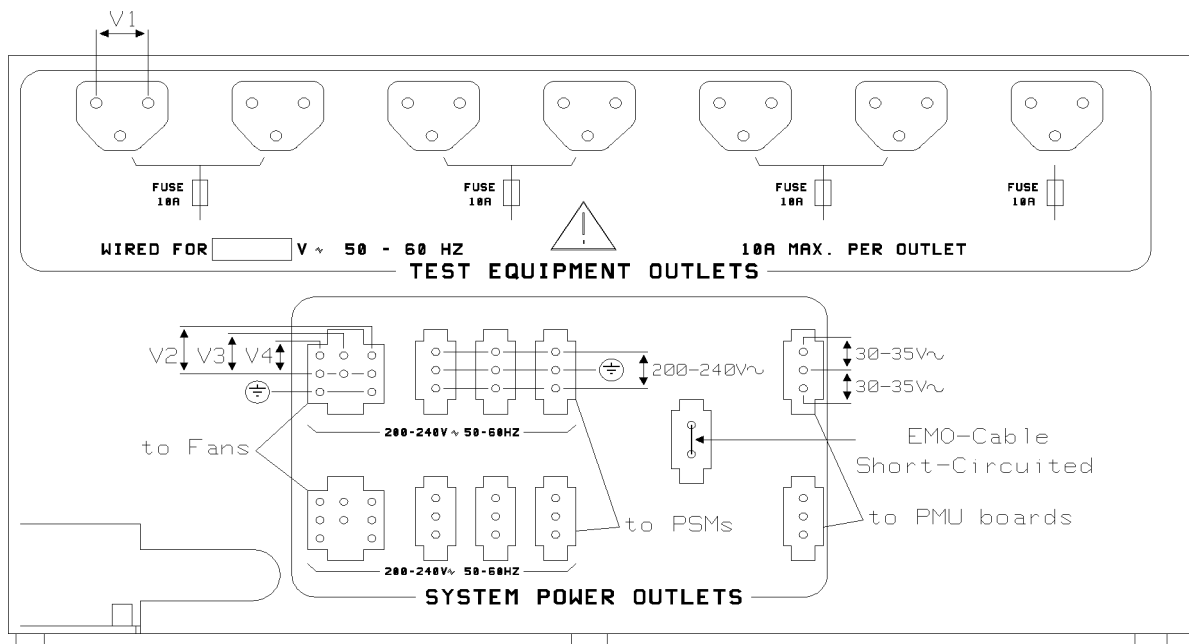 V1
FUSE
10A
FUSE
10A
FUSE
10A
FUSE
10A
WIRED FOR V ~ 50 - 60 HZ
10A MAX. PER OUTLET
TEST EQUIPMENT OUTLETS
V2
V3
V4
200-240V~
30-35V~
30-35V~
200-240V ~ 50-60HZ
to Fans
EMO-Cable
Short-Circuited
to PSMs
to PMU boards
200-240V~ 50-60HZ
SYSTEM POWER OUTLETS